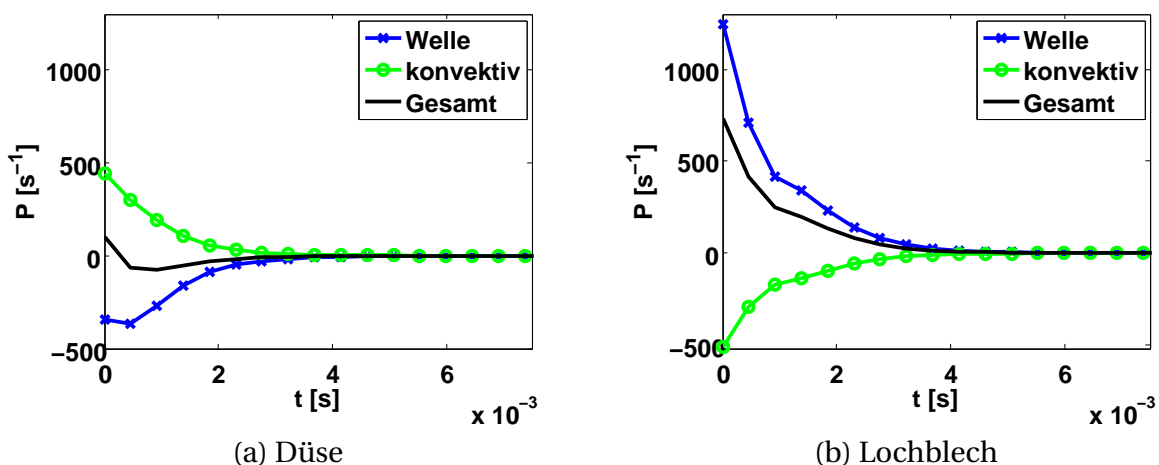 Welle
konvektiv
Gesamt
1000
500
0
−500
P [s⁻¹]
0 2 4 6
t [s]
x 10⁻³
(a) Düse
Welle
konvektiv
Gesamt
1000
500
0
−500
P [s⁻¹]
0 2 4 6
t [s]
x 10⁻³
(b) Lochblech